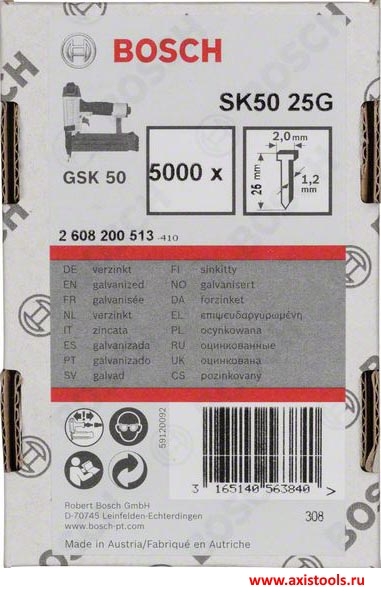 BOSCH
SK50 25G
GSK 50
5000 x
2,0mm
25 mm
1,2 mm
2 608 200 513 -410
DE verzinkt
EN galvanized
FR galvanisée
NL verzinkt
IT zincata
ES galvanizada
PT galvanizado
SV galvad
FI sinkitty
NO galvanisert
DA forzinket
EL επιψευδαργυρωμένη
PL ocynkowana
RU оцинкованные
UK оцинкована
CS pozinkovaný
59120092
Robert Bosch GmbH
D-70745 Leinfelden-Echterdingen
www.bosch-pt.com
3 165140 563840 >
308
Made in Austria/Fabriqué en Autriche
BOSCH
www.axistools.ru